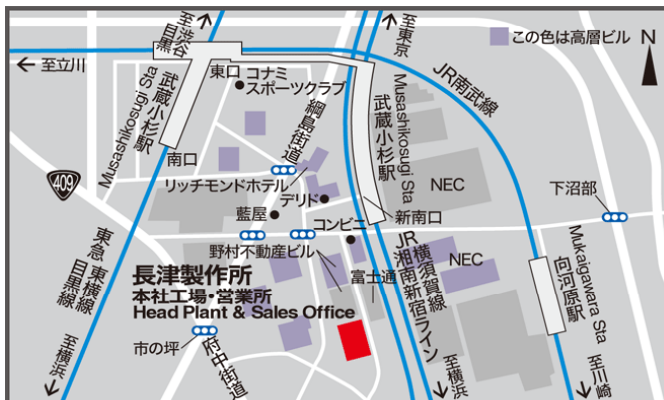 至渋谷
目黒
至東京
この色は高層ビル
N
至立川
東口
コナミ
スポーツクラブ
JR南武線
武蔵小杉駅
Musashikosugi Sta
綱島街道
武蔵小杉駅
Musashikosugi Sta
南口
409
リッチモンドホテル
NEC
下沼部
デリド
藍屋
新南口
コンビニ
野村不動産ビル
富士通
NEC
Mukaigawara Sta
向河原駅
東急・東横線
目黒線
JR
横須賀線
湘南新宿ライン
長津製作所
本社工場・営業所
Head Plant & Sales Office
市の坪
府中街道
至横浜
至横浜
至川崎